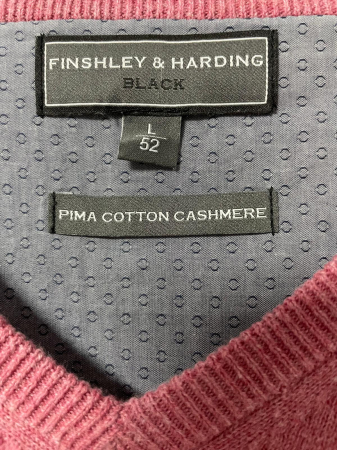 FINSHLEY & HARDING
BLACK
L
52
PIMA COTTON CASHMERE